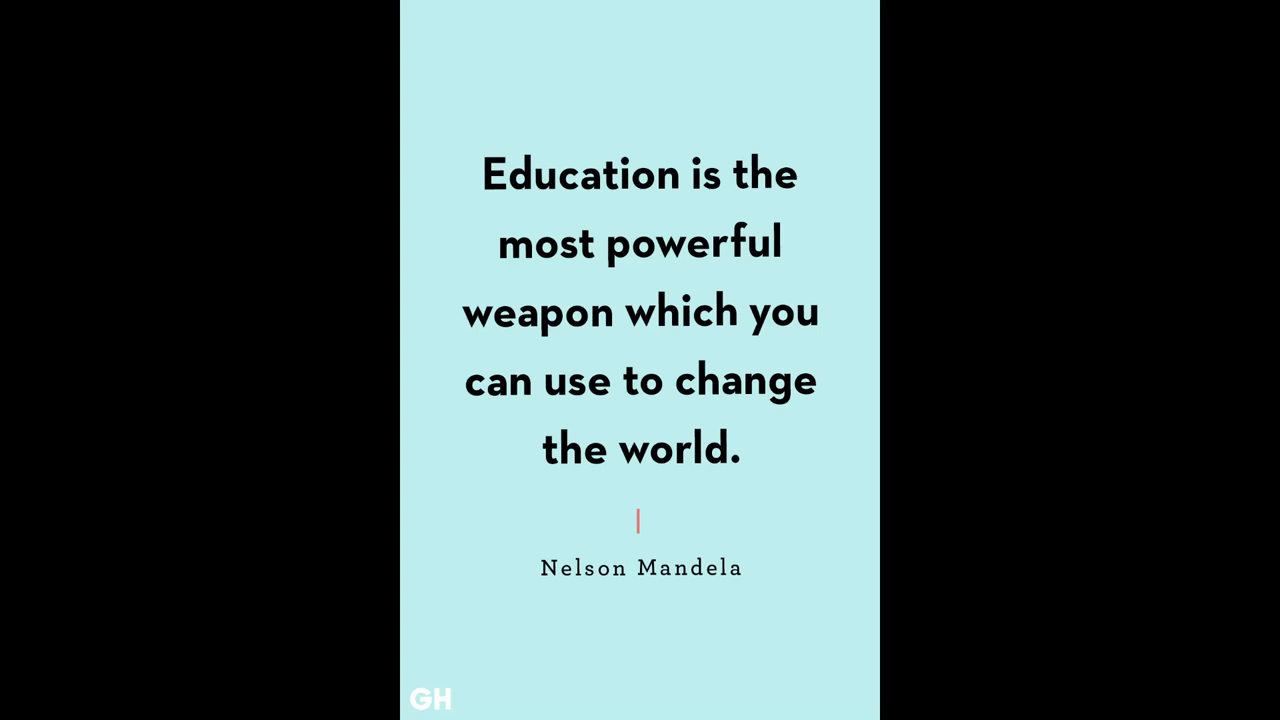 Education is the
most powerful
weapon which you
can use to change
the world.
Nelson Mandela
GH